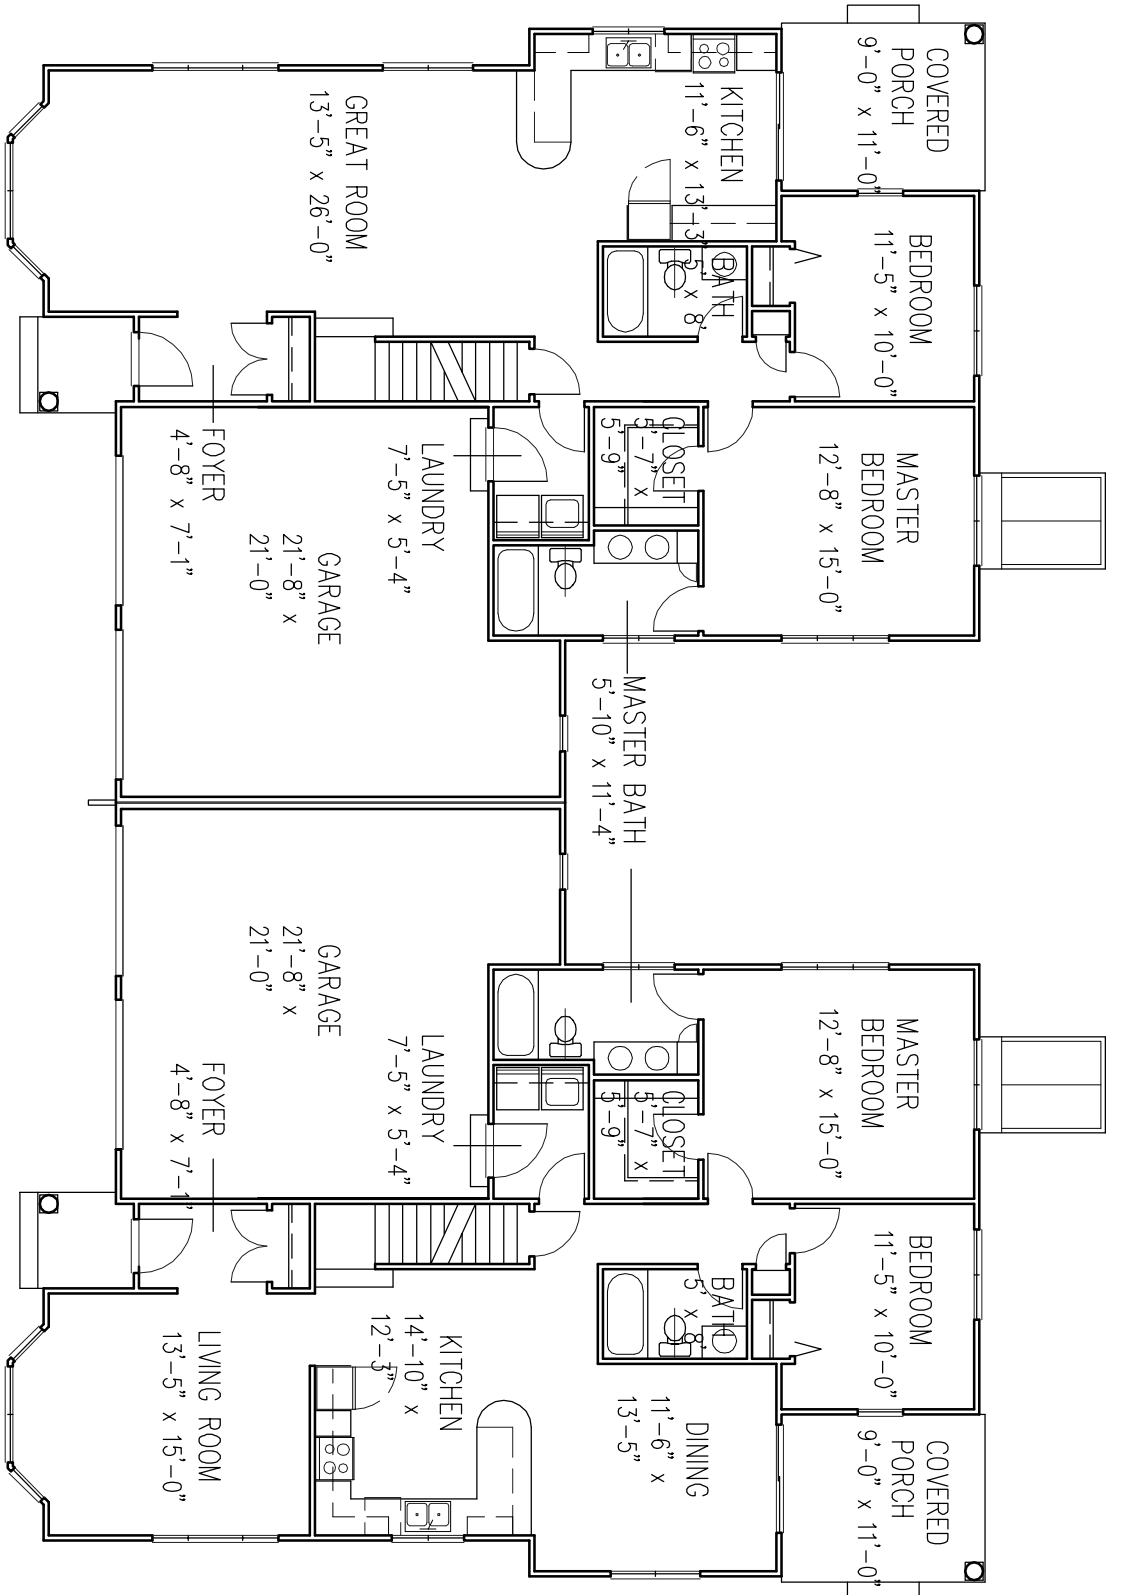 COVERED
PORCH
9'-0" x 11'-0"
KITCHEN
11'-6" x 13'-3"
GREAT ROOM
13'-5" x 26'-0"
BEDROOM
11'-5" x 10'-0"
BATH
5' x 8'
MASTER
BEDROOM
12'-8" x 15'-0"
CLOSET
5'-7" x
5'-9"
LAUNDRY
7'-5" x 5'-4"
FOYER
4'-8" x 7'-1"
GARAGE
21'-8" x
21'-0"
MASTER BATH
5'-10" x 11'-4"
GARAGE
21'-8" x
21'-0"
MASTER
BEDROOM
12'-8" x 15'-0"
CLOSET
5'-7" x
5'-9"
LAUNDRY
7'-5" x 5'-4"
FOYER
4'-8" x 7'-1"
BEDROOM
11'-5" x 10'-0"
BATH
5' x 8'
KITCHEN
14'-10" x
12'-3"
LIVING ROOM
13'-5" x 15'-0"
DINING
11'-6" x
13'-5"
COVERED
PORCH
9'-0" x 11'-0"